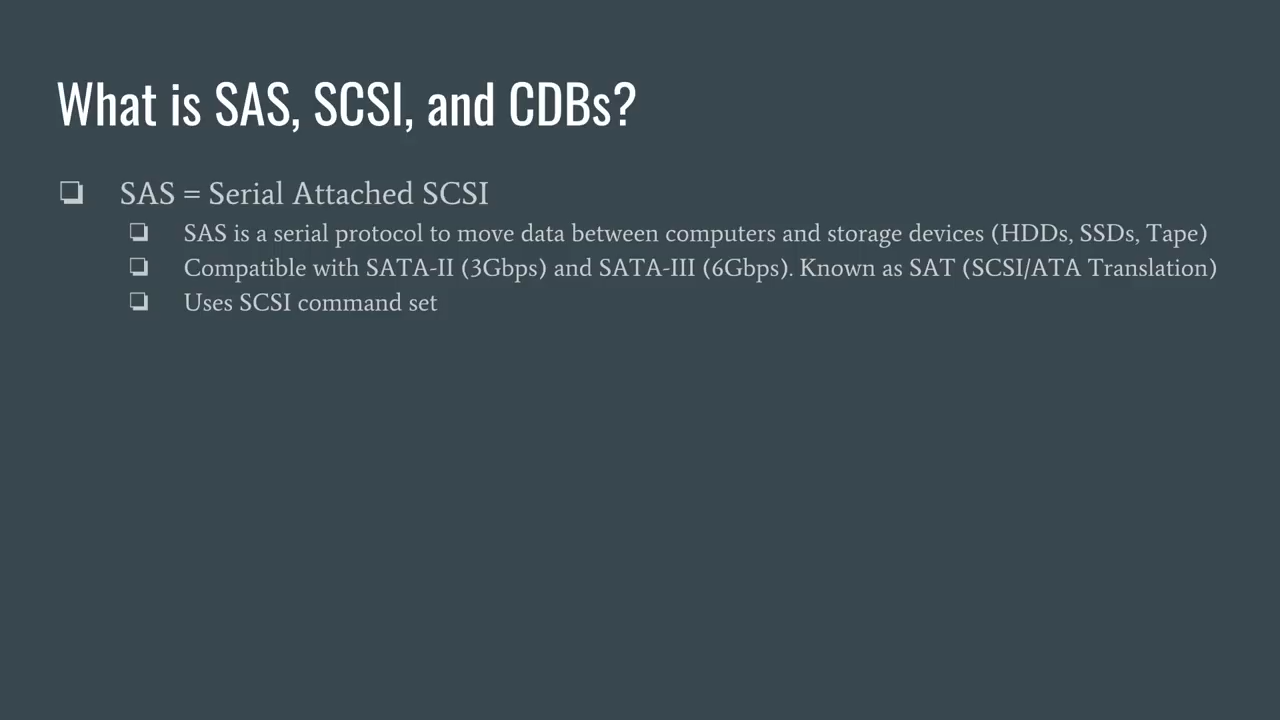 What is SAS, SCSI, and CDBs?
❏ SAS = Serial Attached SCSI
❏ SAS is a serial protocol to move data between computers and storage devices (HDDs, SSDs, Tape)
❏ Compatible with SATA-II (3Gbps) and SATA-III (6Gbps). Known as SAT (SCSI/ATA Translation)
❏ Uses SCSI command set